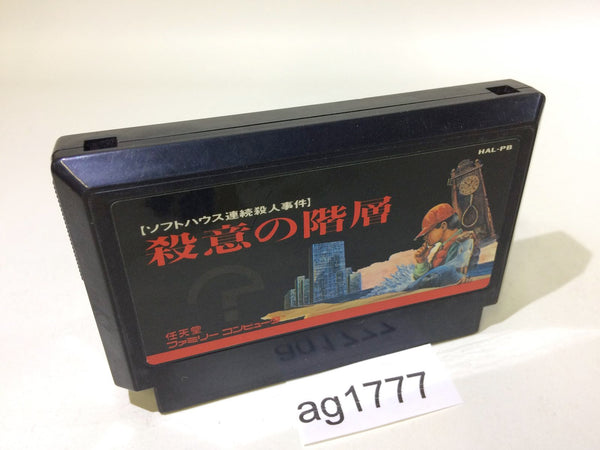 HAL-PB
[ソフトハウス連続殺人事件]
殺意の階層
任天堂
ファミリー コンピュータ
ag1777